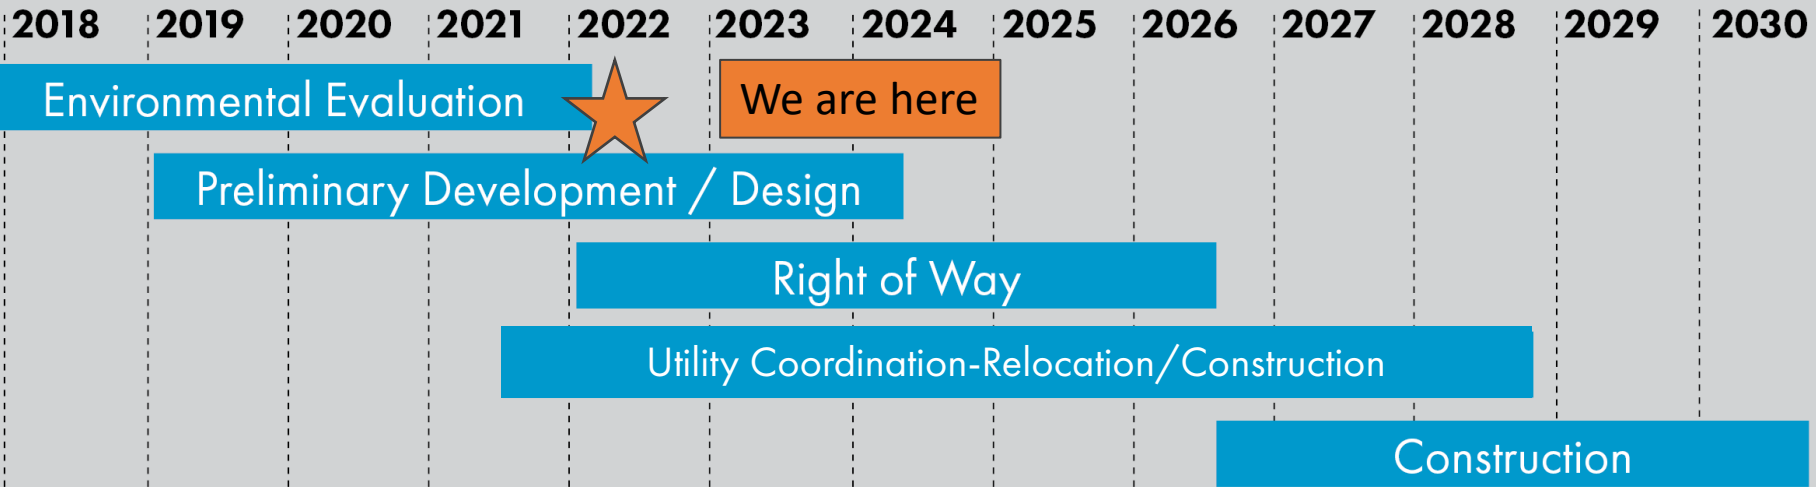 2018 2019 2020 2021 2022 2023 2024 2025 2026 2027 2028 2029 2030
Environmental Evaluation
We are here
Preliminary Development / Design
Right of Way
Utility Coordination-Relocation/Construction
Construction